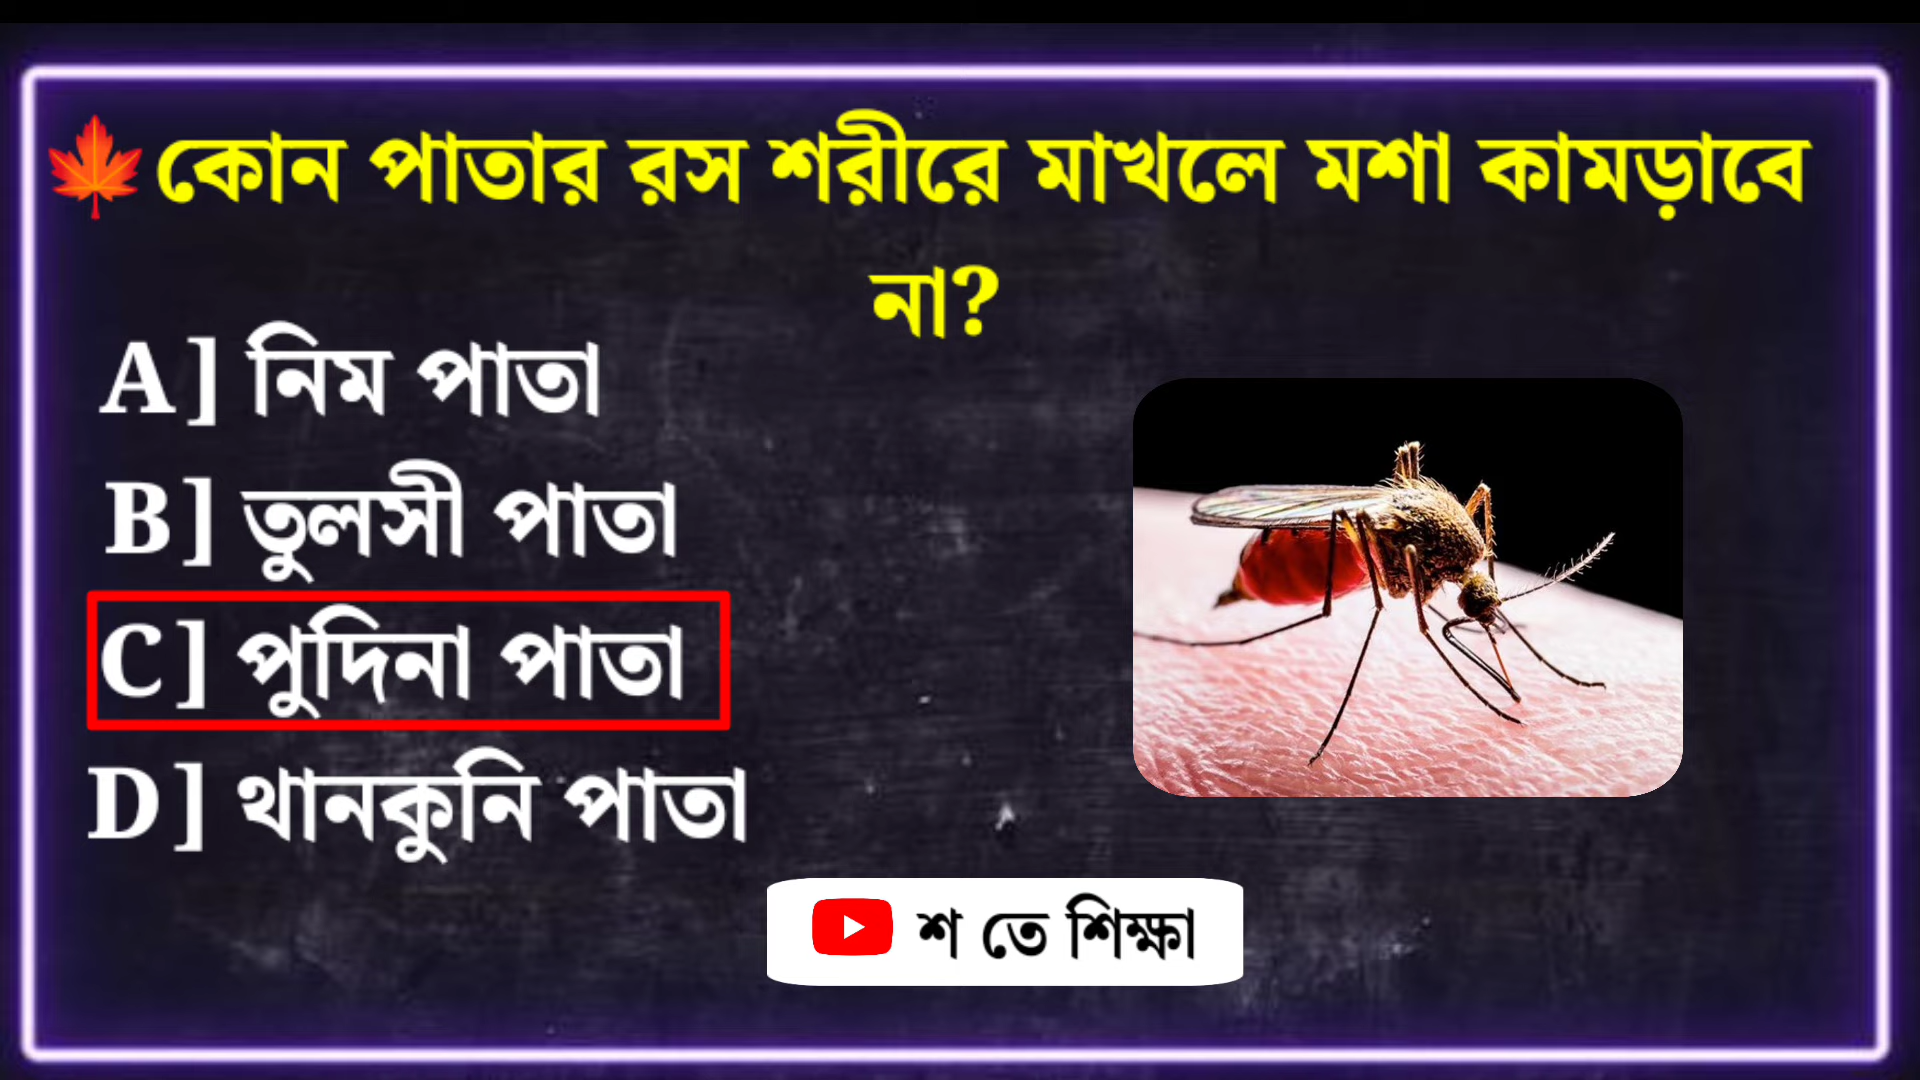 কোন পাতার রস শরীরে মাখলে মশা কামড়াবে
না?
A] নিম পাতা
B] তুলসী পাতা
C] পুদিনা পাতা
D] থানকুনি পাতা
শ তে শিক্ষা